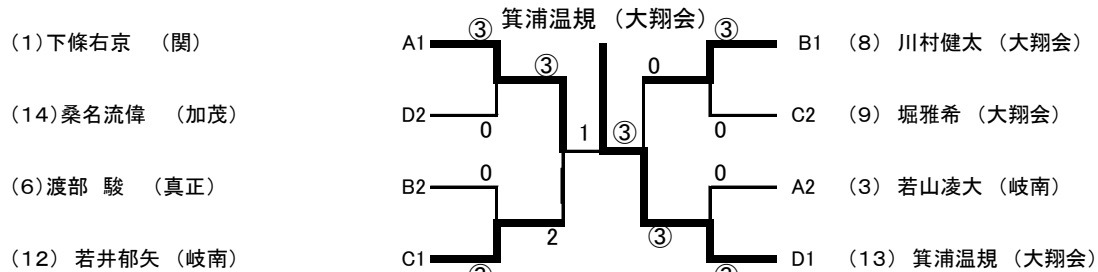 箕浦温規 （大翔会）
（1）下條右京 （関） A1 ③ ③ B1 （8） 川村健太 （大翔会）
③ 0
（14）桑名流偉 （加茂） D2 0 0 C2 （9） 堀雅希 （大翔会）
1 ③
（6）渡部 駿 （真正） B2 0 0 A2 （3） 若山凌大 （岐南）
2 ③
（12） 若井郁矢 （岐南） C1 ③ ③ D1 （13） 箕浦温規 （大翔会）